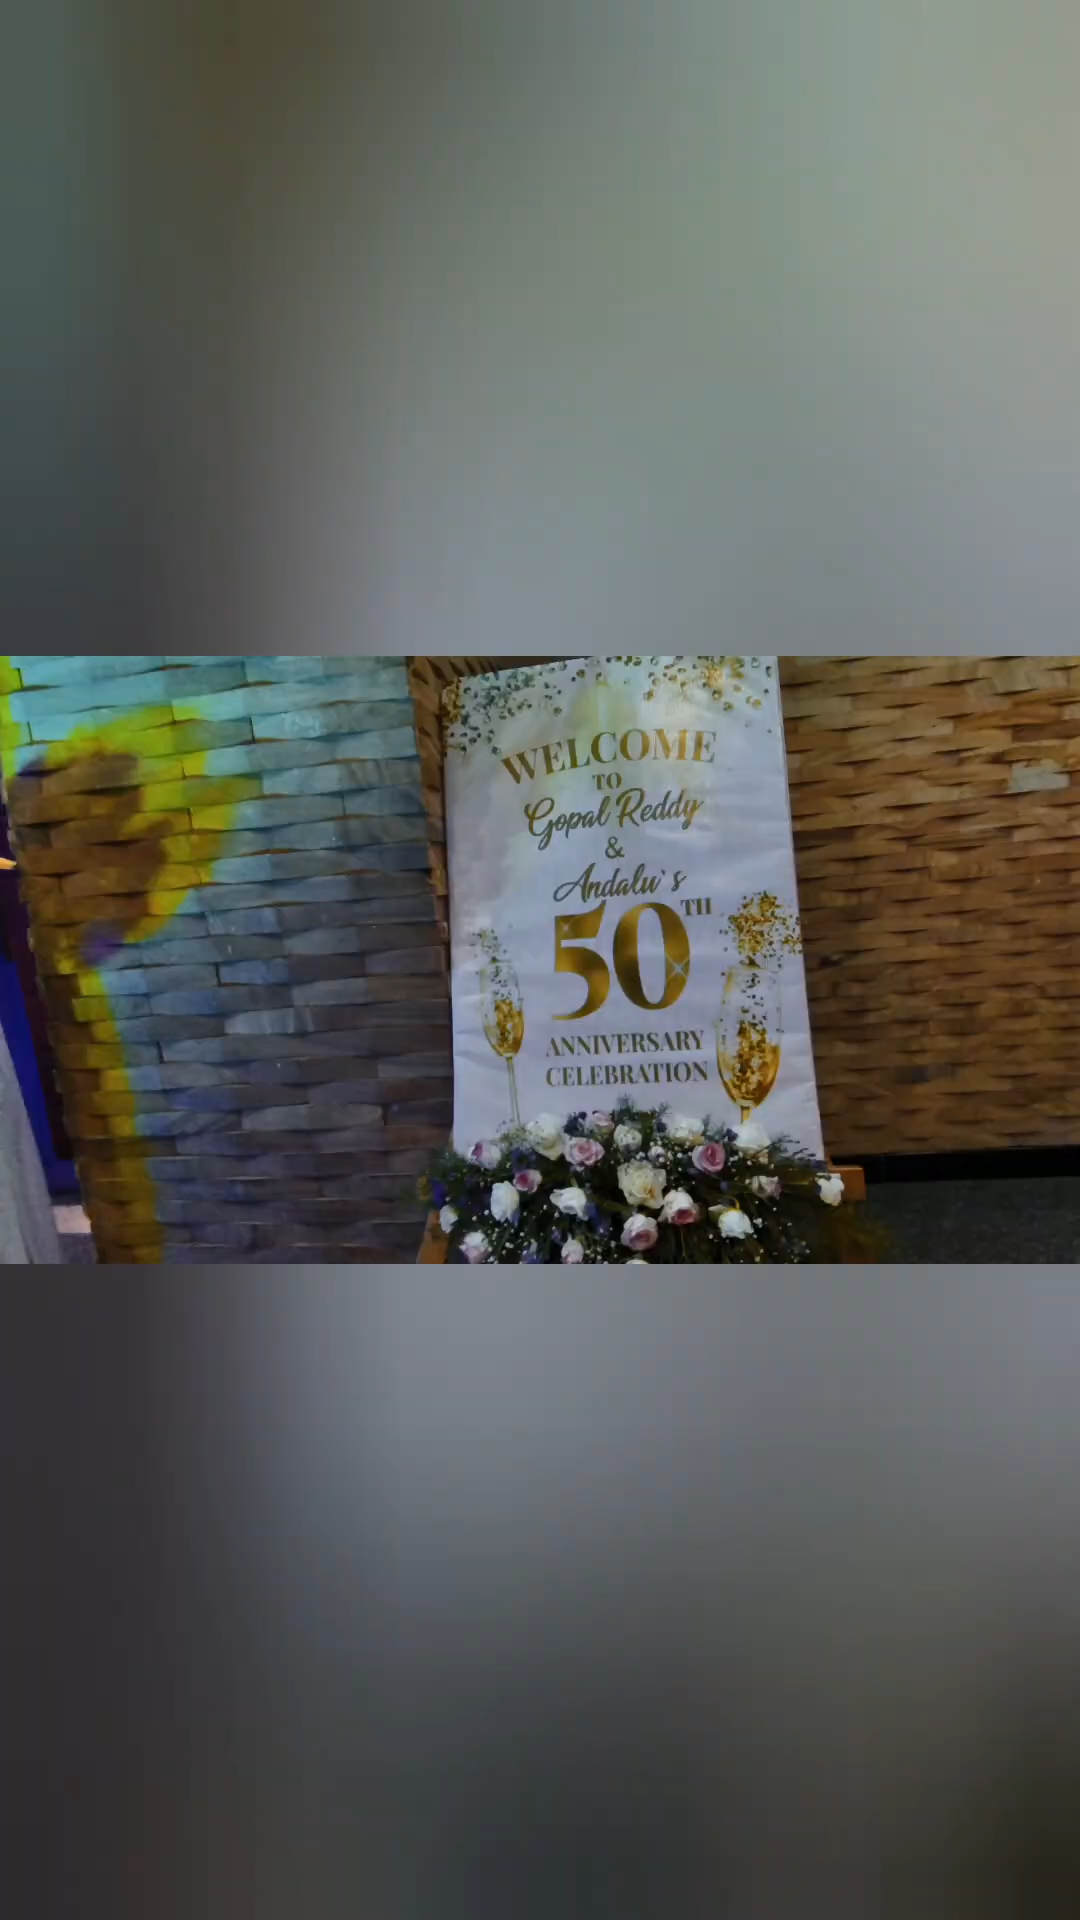 WELCOME
TO
Gopal Reddy
&
Andalu`s
50TH
ANNIVERSARY
CELEBRATION